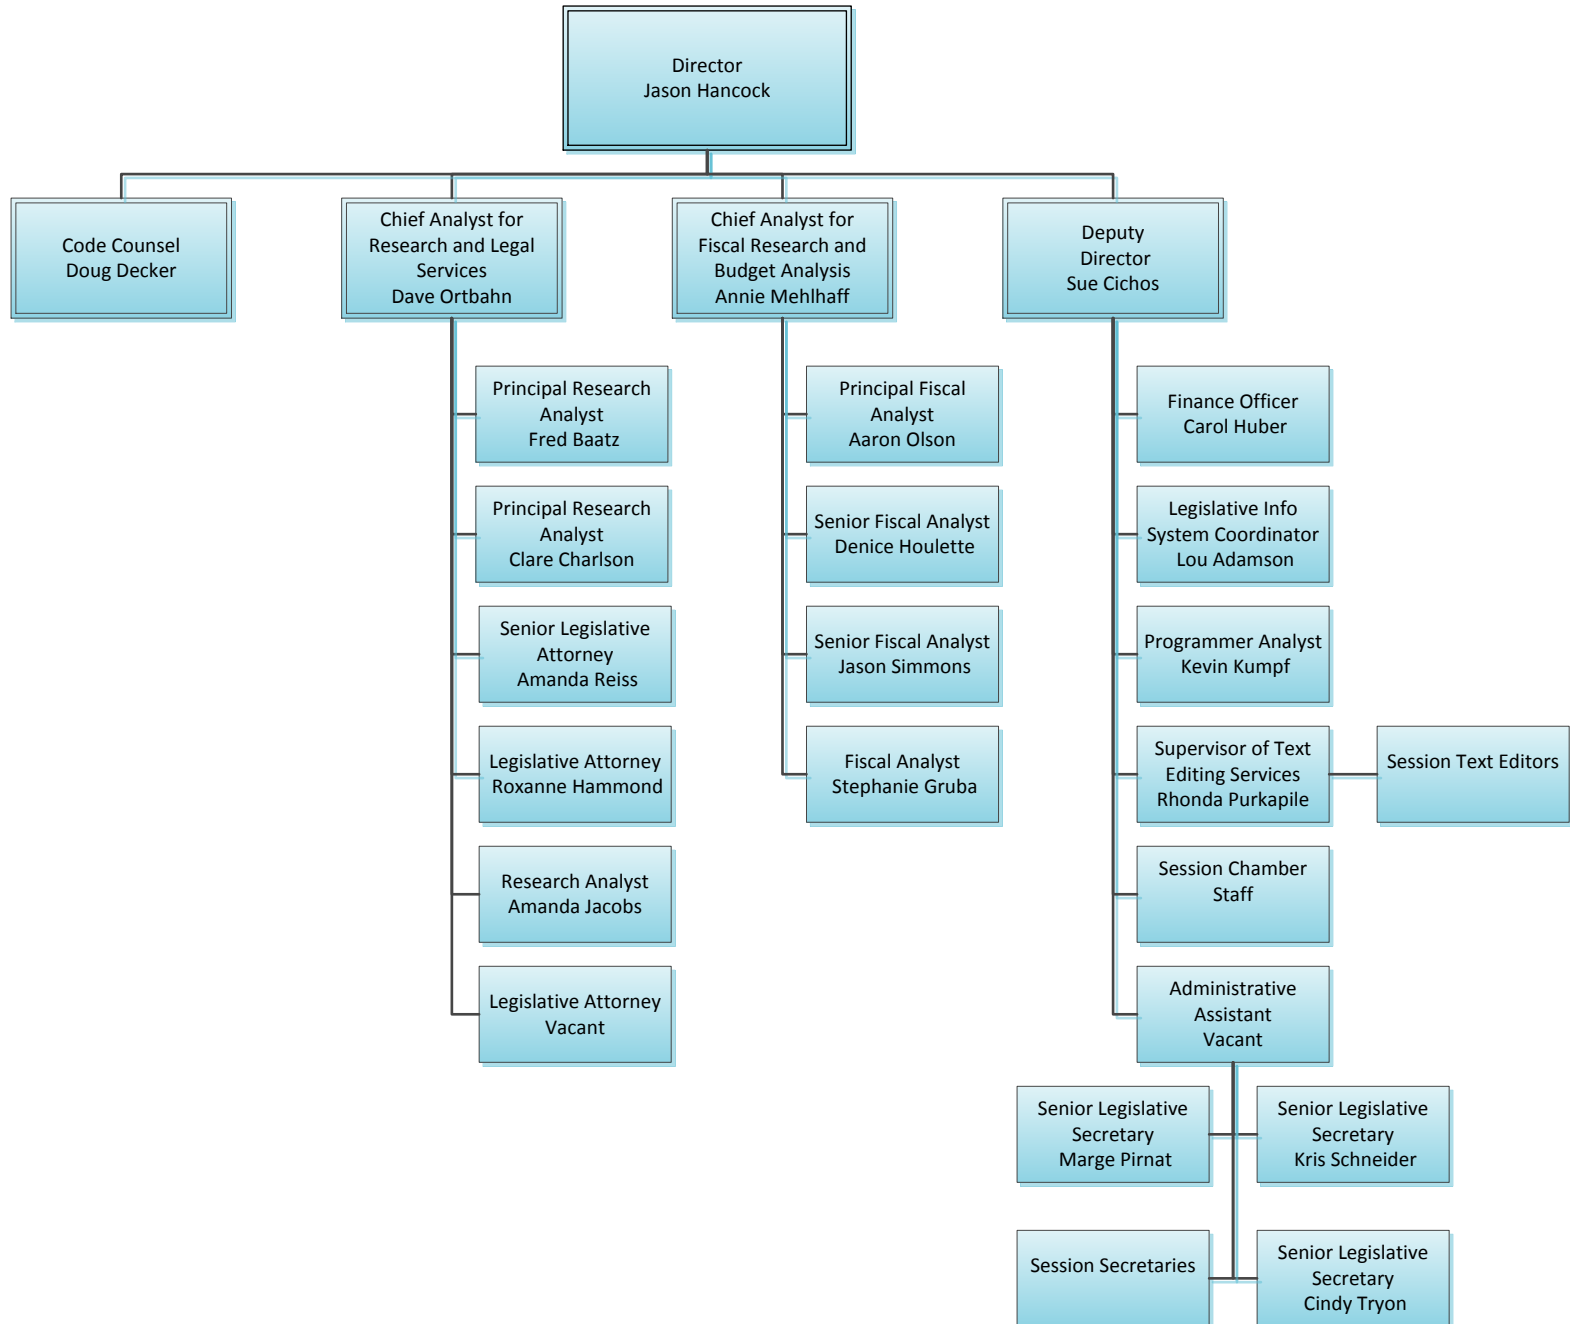 Director
Jason Hancock
Code Counsel
Doug Decker
Chief Analyst for
Research and Legal
Services
Dave Ortbahn
Chief Analyst for
Fiscal Research and
Budget Analysis
Annie Mehlhaff
Deputy
Director
Sue Cichos
Principal Research
Analyst
Fred Baatz
Principal Research
Analyst
Clare Charlson
Senior Legislative
Attorney
Amanda Reiss
Legislative Attorney
Roxanne Hammond
Research Analyst
Amanda Jacobs
Legislative Attorney
Vacant
Principal Fiscal
Analyst
Aaron Olson
Senior Fiscal Analyst
Denice Houlette
Senior Fiscal Analyst
Jason Simmons
Fiscal Analyst
Stephanie Gruba
Finance Officer
Carol Huber
Legislative Info
System Coordinator
Lou Adamson
Programmer Analyst
Kevin Kumpf
Supervisor of Text
Editing Services
Rhonda Purkapile
Session Text Editors
Session Chamber
Staff
Administrative
Assistant
Vacant
Senior Legislative
Secretary
Marge Pirnat
Senior Legislative
Secretary
Kris Schneider
Session Secretaries
Senior Legislative
Secretary
Cindy Tryon